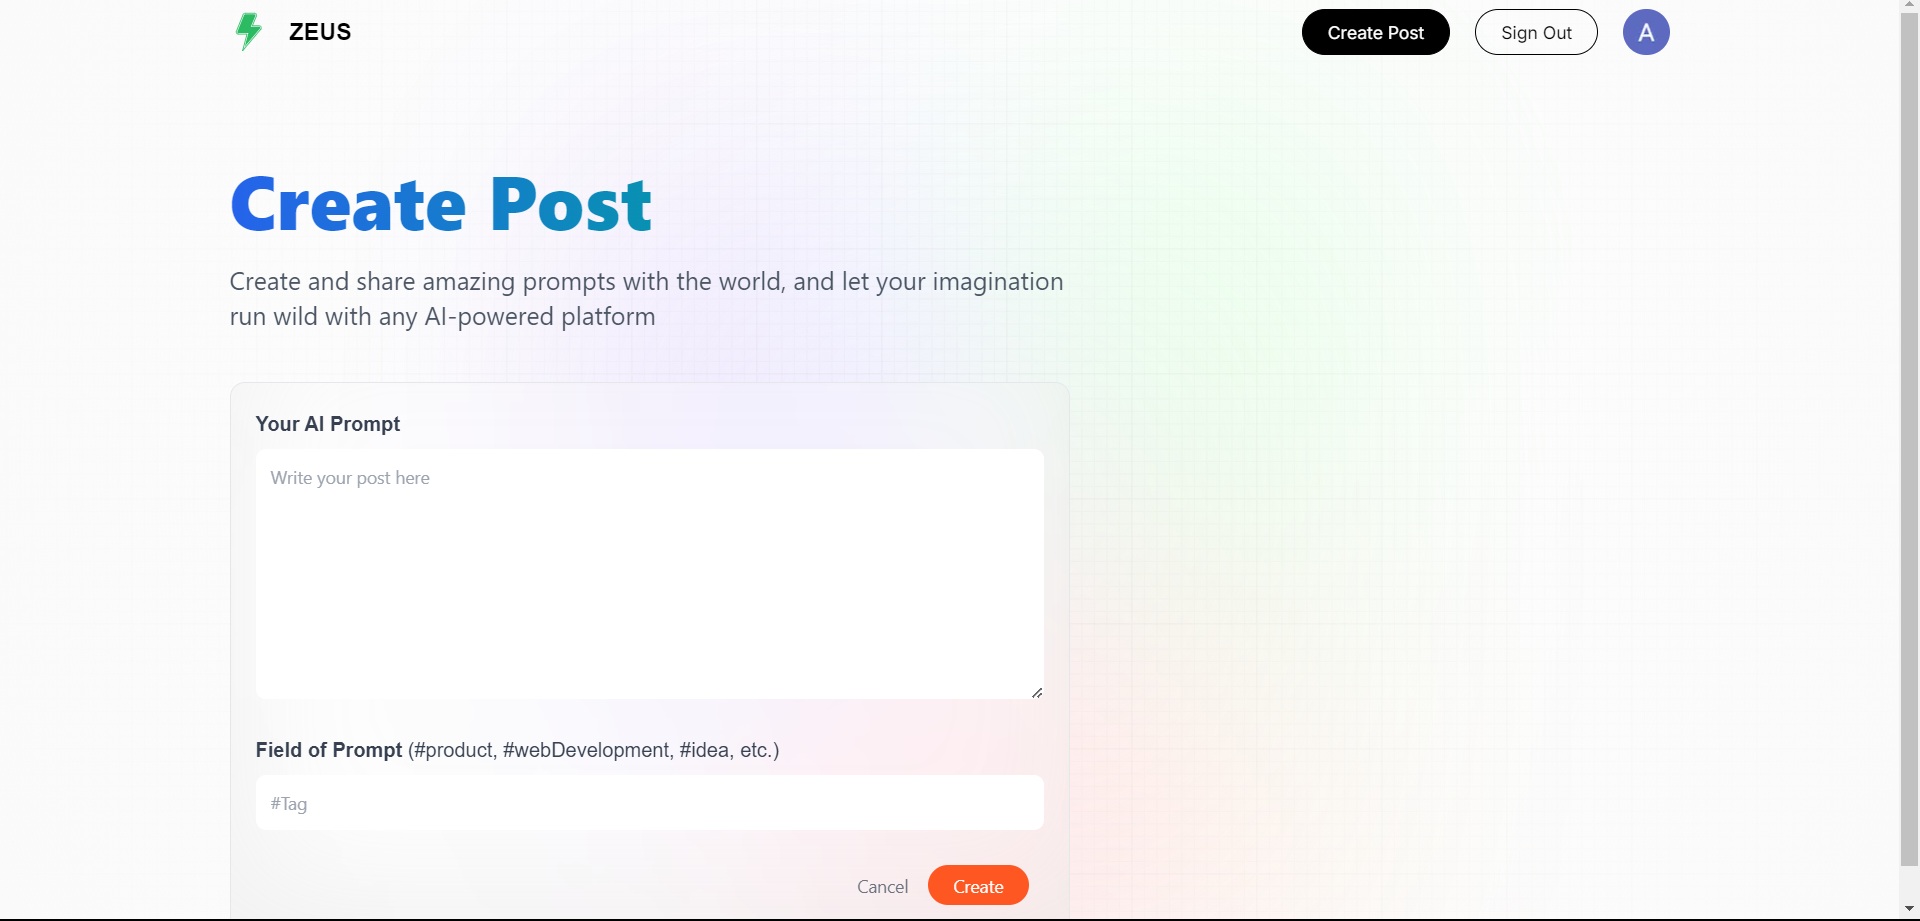 ZEUS
Create Post
Sign Out
A
Create Post
Create and share amazing prompts with the world, and let your imagination
run wild with any AI-powered platform
Your AI Prompt
Write your post here
Field of Prompt (#product, #webDevelopment, #idea, etc.)
#Tag
Cancel
Create